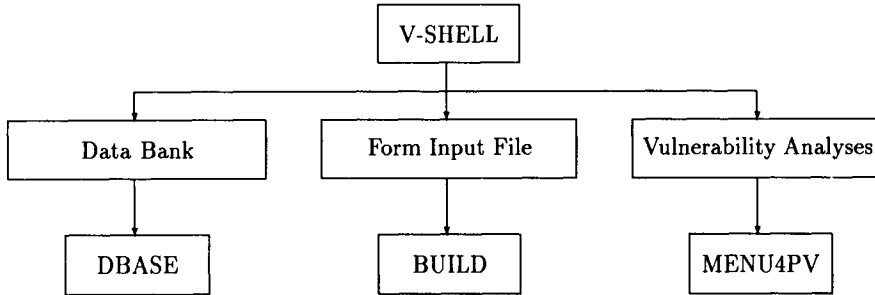 V-SHELL
Data Bank
Form Input File
Vulnerability Analyses
DBASE
BUILD
MENU4PV